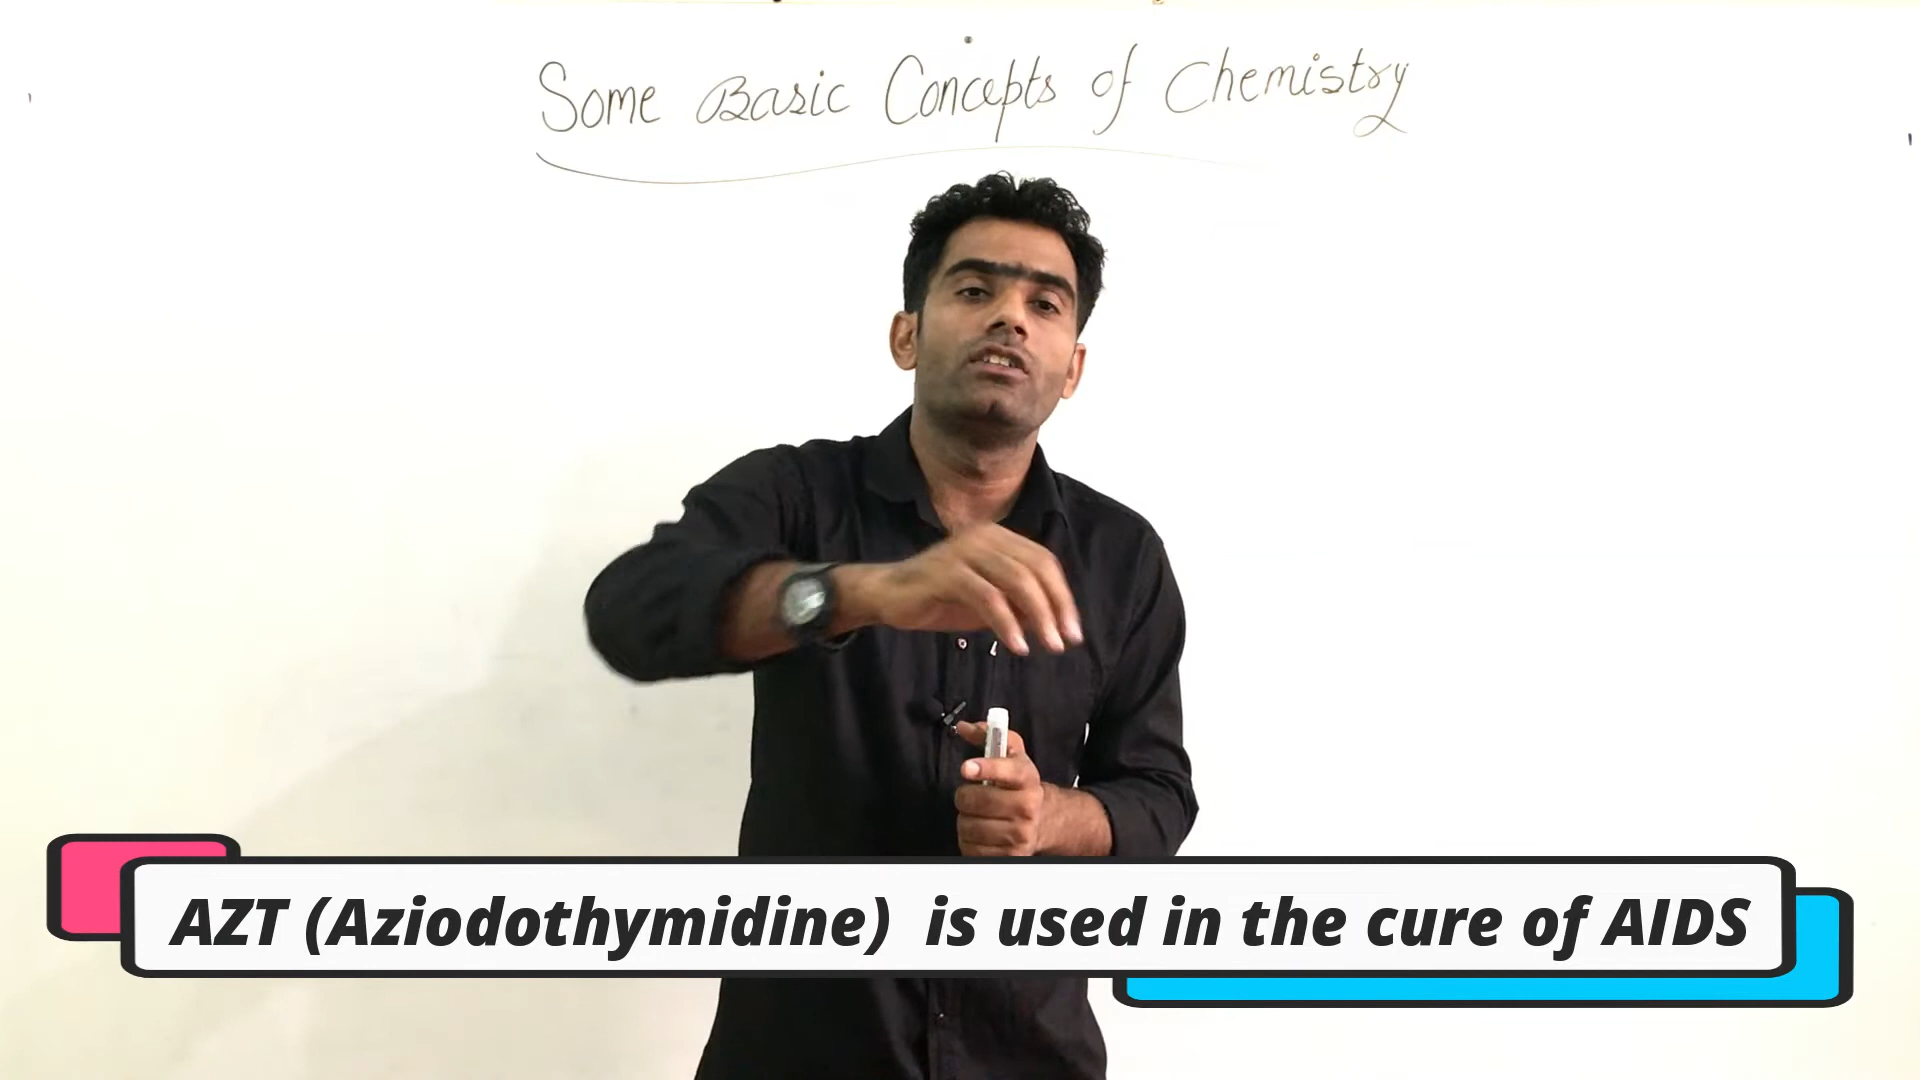 Some Basic Concepts of Chemistry
AZT (Aziodothymidine) is used in the cure of AIDS